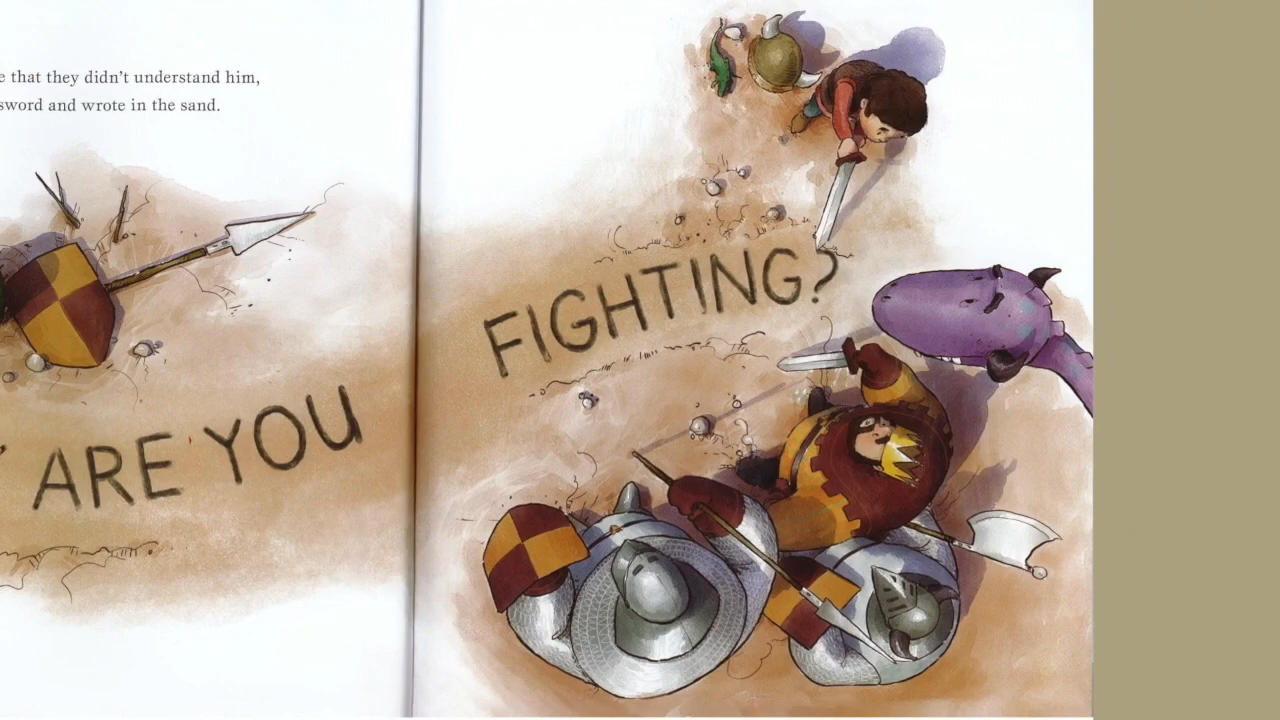 e that they didn't understand him,
sword and wrote in the sand.
ARE YOU
FIGHTING?